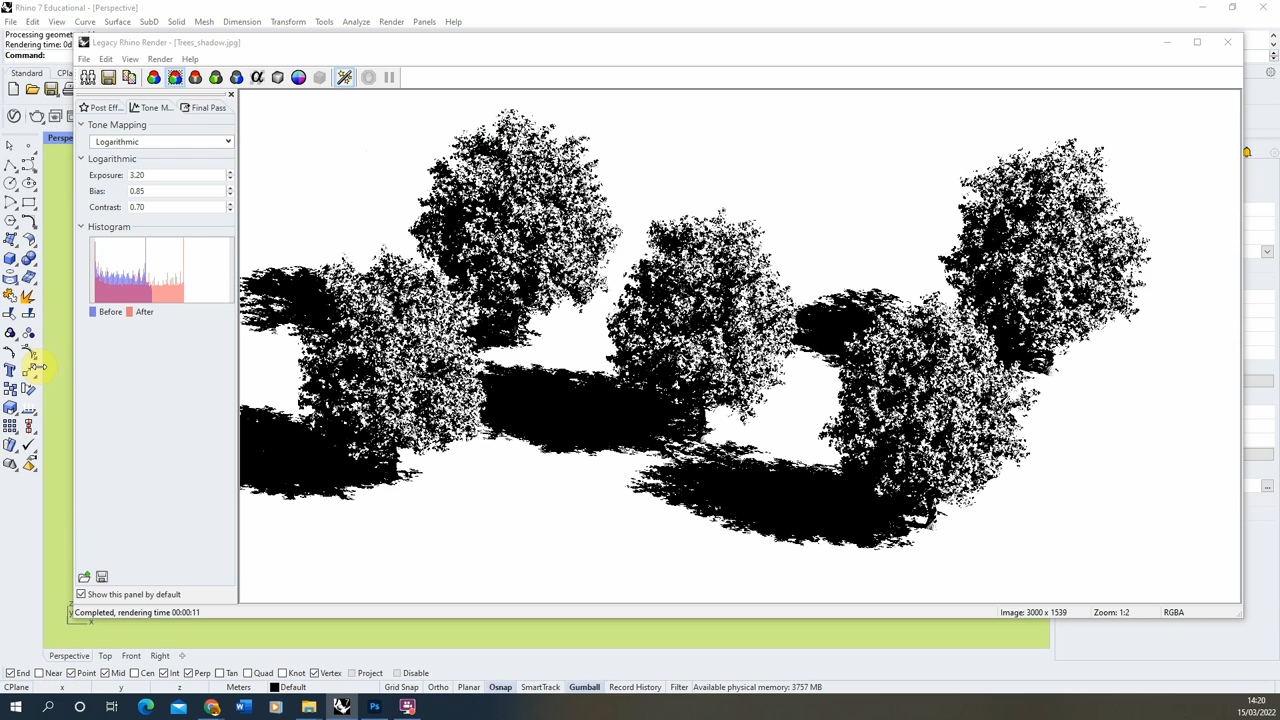 Rhino 7 Educational - [Perspective]
File Edit View Curve Surface Solid SubD Mesh Dimension Transform Tools Analyze Render Panels Help
Processing geome
Rendering time: 0d
Command:
Legacy Rhino Render - [Trees_shadow.jpg]
File Edit View Render Help
Standard CPla
Post Eff... Tone M... Final Pass
Perspe
Tone Mapping
Logarithmic
Logarithmic
Exposure: 3.20
Bias: 0.85
Contrast: 0.70
Histogram
Before After
Show this panel by default
Completed, rendering time 00:00:11 Image: 3000 x 1539 Zoom: 1:2 RGBA
z
y
x
Perspective Top Front Right
End Near Point Mid Cen Int Perp Tan Quad Knot Vertex Project Disable
CPlane x y z Meters Default Grid Snap Ortho Planar Osnap SmartTrack Gumball Record History Filter Available physical memory: 3757 MB
14:20
15/03/2022